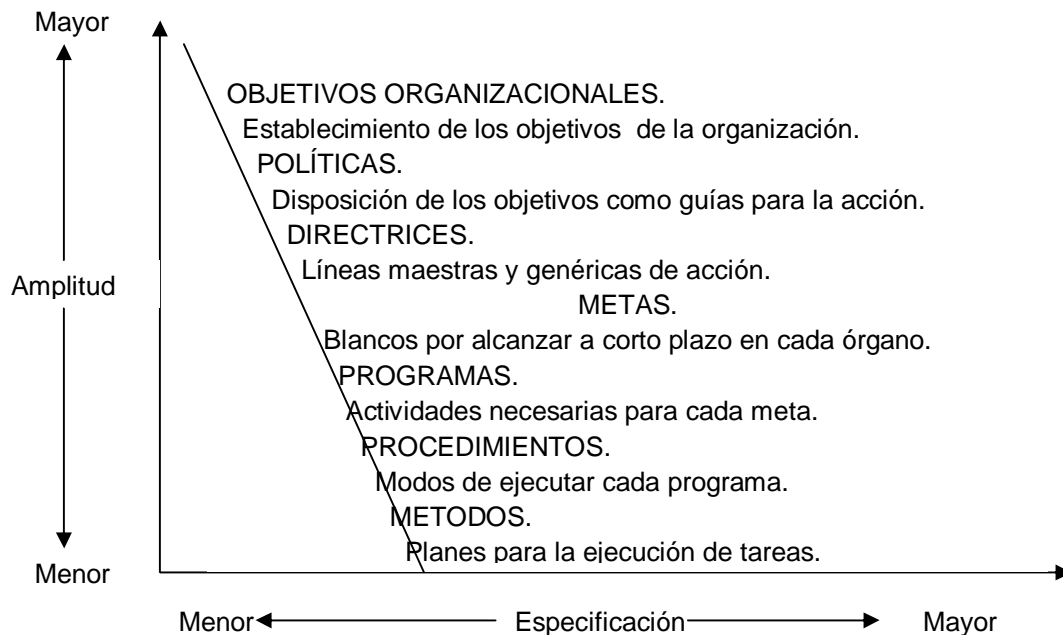 Mayor
OBJETIVOS ORGANIZACIONALES.
Establecimiento de los objetivos de la organización.
POLÍTICAS.
Disposición de los objetivos como guías para la acción.
DIRECTRICES.
Líneas maestras y genéricas de acción.
Amplitud
METAS.
Blancos por alcanzar a corto plazo en cada órgano.
PROGRAMAS.
Actividades necesarias para cada meta.
PROCEDIMIENTOS.
Modos de ejecutar cada programa.
METODOS.
Planes para la ejecución de tareas.
Menor
Menor Especificación Mayor